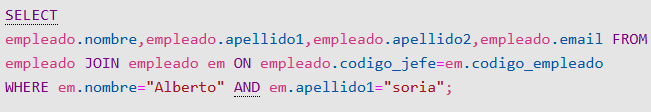 SELECT
empleado.nombre,empleado.apellido1,empleado.apellido2,empleado.email FROM
empleado JOIN empleado em ON empleado.codigo_jefe=em.codigo_empleado
WHERE em.nombre="Alberto" AND em.apellido1="soria";